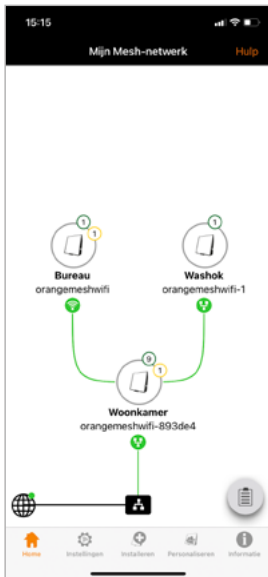 15:15
Mijn Mesh-netwerk
Hulp
1
1
1
Bureau
orangemeshwifi
Washok
orangemeshwifi-1
9
1
Woonkamer
orangemeshwifi-893de4
Home
Instellingen
Installeren
Personaliseren
Informatie